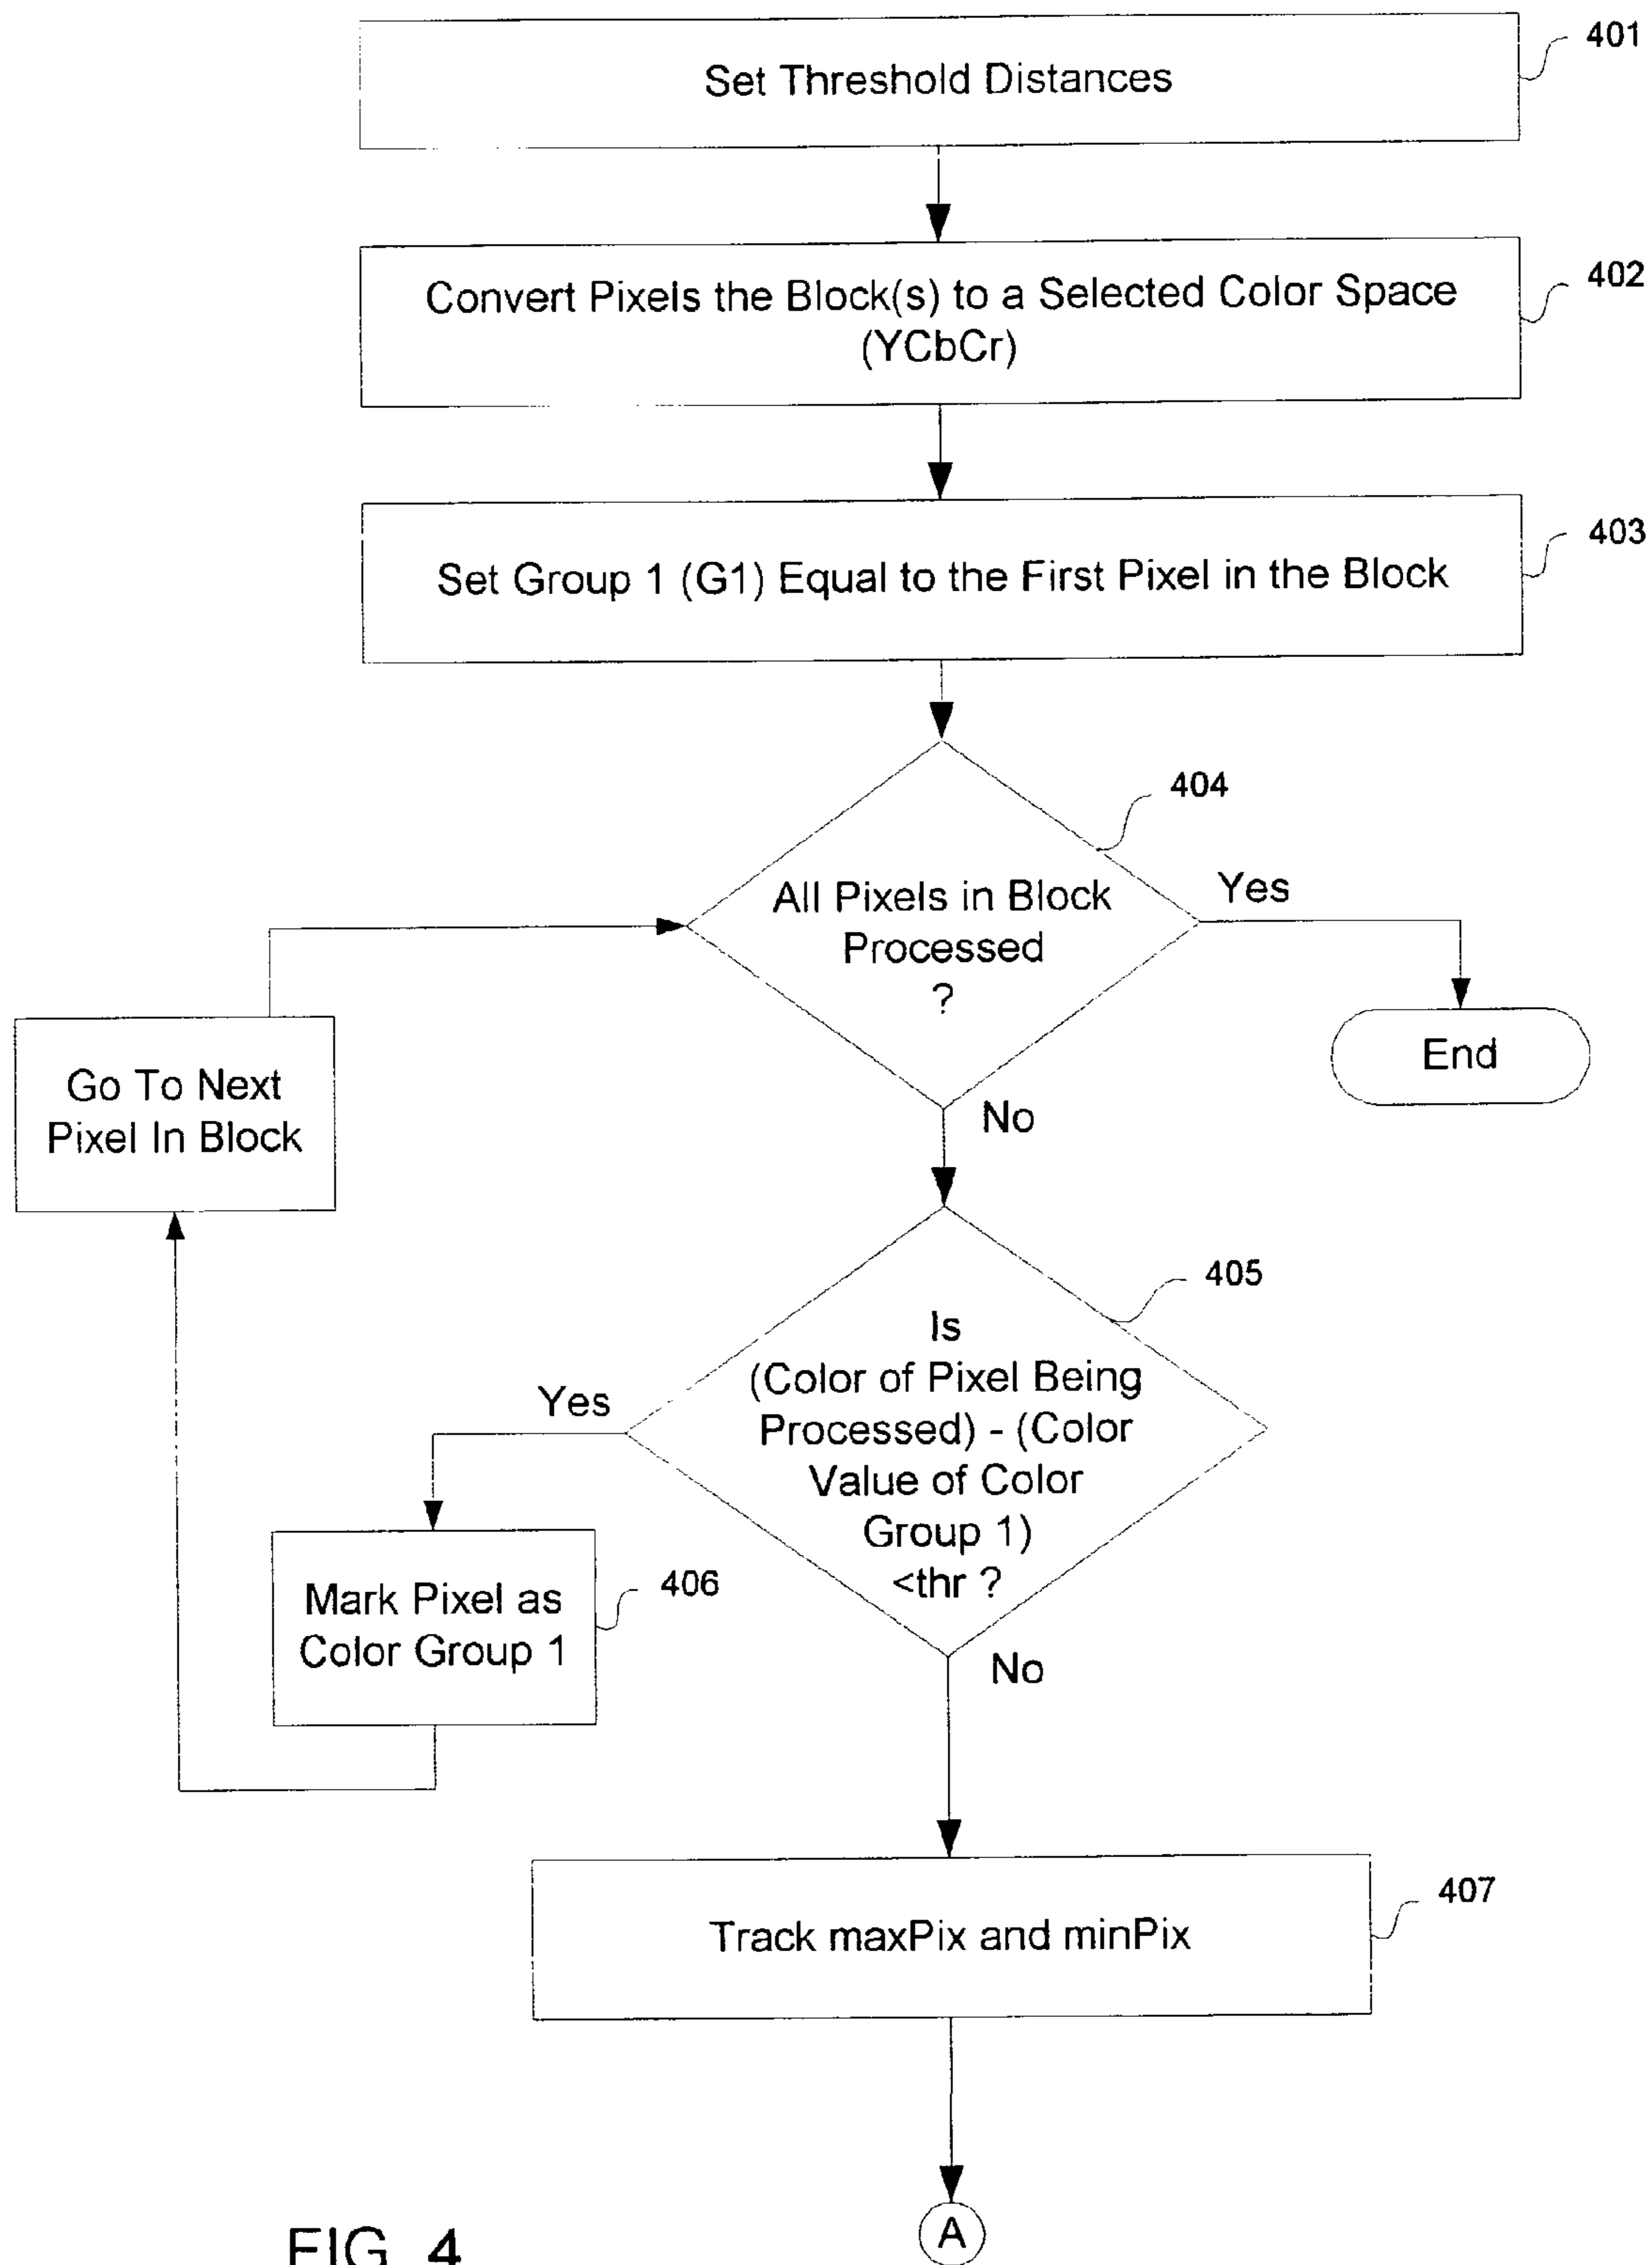 401
Set Threshold Distances
402
Convert Pixels the Block(s) to a Selected Color Space
(YCbCr)
403
Set Group 1 (G1) Equal to the First Pixel in the Block
404
All Pixels in Block
Processed
?
Yes
End
Go To Next
Pixel In Block
No
405
Is
(Color of Pixel Being
Processed) - (Color
Value of Color
Group 1)
<thr ?
Yes
406
Mark Pixel as
Color Group 1
No
407
Track maxPix and minPix
A
FIG. 4